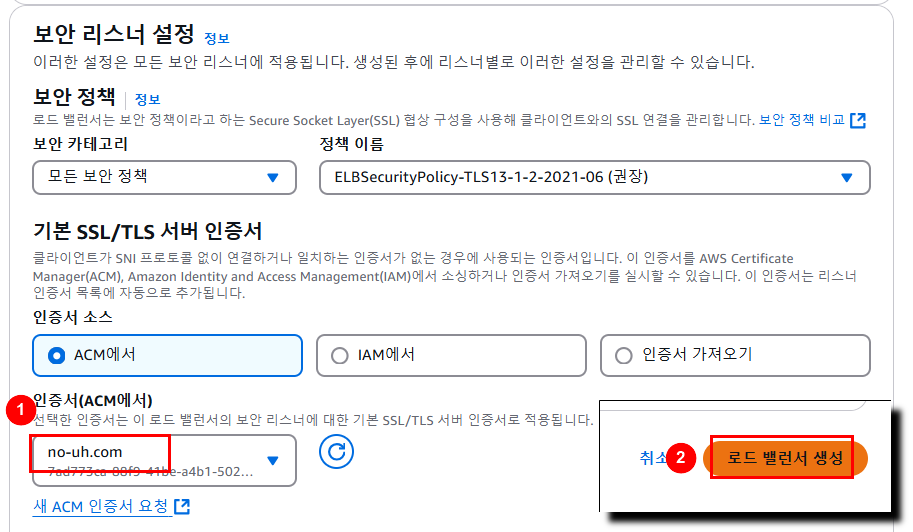 보안 리스너 설정 정보
이러한 설정은 모든 보안 리스너에 적용됩니다. 생성된 후에 리스너별로 이러한 설정을 관리할 수 있습니다.
보안 정책 정보
로드 밸런서는 보안 정책이라고 하는 Secure Socket Layer(SSL) 협상 구성을 사용해 클라이언트와의 SSL 연결을 관리합니다. 보안 정책 비교
보안 카테고리 정책 이름
모든 보안 정책 ELBSecurityPolicy-TLS13-1-2-2021-06 (권장)
기본 SSL/TLS 서버 인증서
클라이언트가 SNI 프로토콜 없이 연결하거나 일치하는 인증서가 없는 경우에 사용되는 인증서입니다. 이 인증서를 AWS Certificate
Manager(ACM), Amazon Identity and Access Management(IAM)에서 소싱하거나 인증서 가져오기를 실시할 수 있습니다. 이 인증서는 리스너
인증서 목록에 자동으로 추가됩니다.
인증서 소스
ACM에서 IAM에서 인증서 가져오기
1 인증서(ACM에서)
선택한 인증서는 이 로드 밸런서의 보안 리스너에 대한 기본 SSL/TLS 서버 인증서로 적용됩니다.
no-uh.com
7ad773ca-88f9-41be-a4b1-502...
취소 2 로드 밸런서 생성
새 ACM 인증서 요청